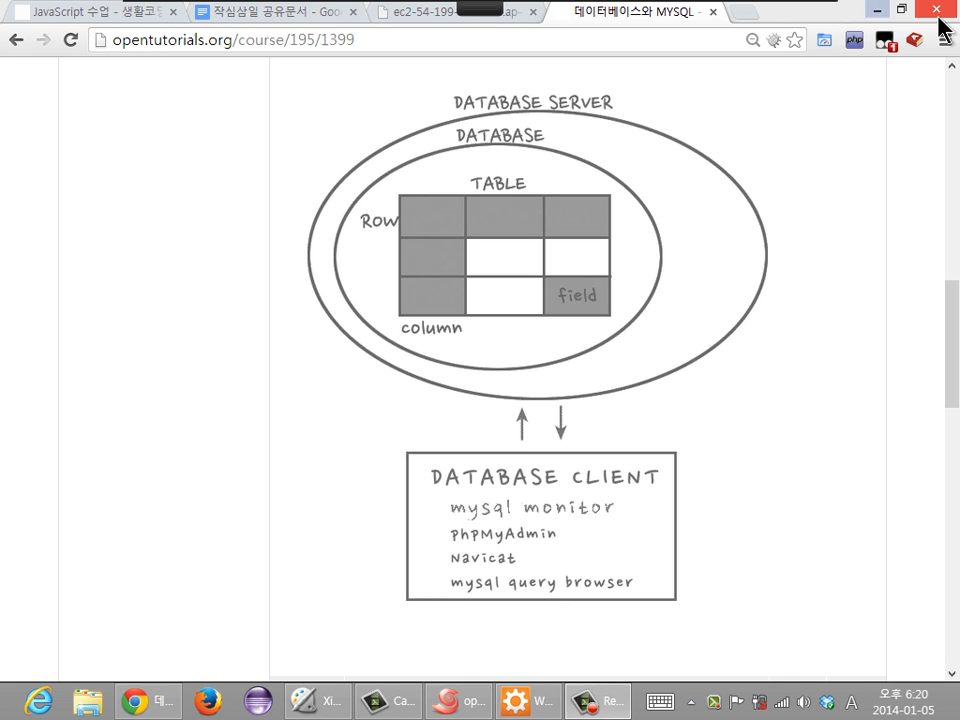 JavaScript 수업 - 생활코딩
작심삼일 공유문서 - Goo
ec2-54-199-
데이터베이스와 MYSQL -
opentutorials.org/course/195/1399
php
1
DATABASE SERVER
DATABASE
TABLE
Row
field
column
DATABASE CLIENT
mysql monitor
phpMyAdmin
Navicat
mysql query browser
데...
Xi...
Ca...
op...
W...
Re...
A
오후 6:20
2014-01-05